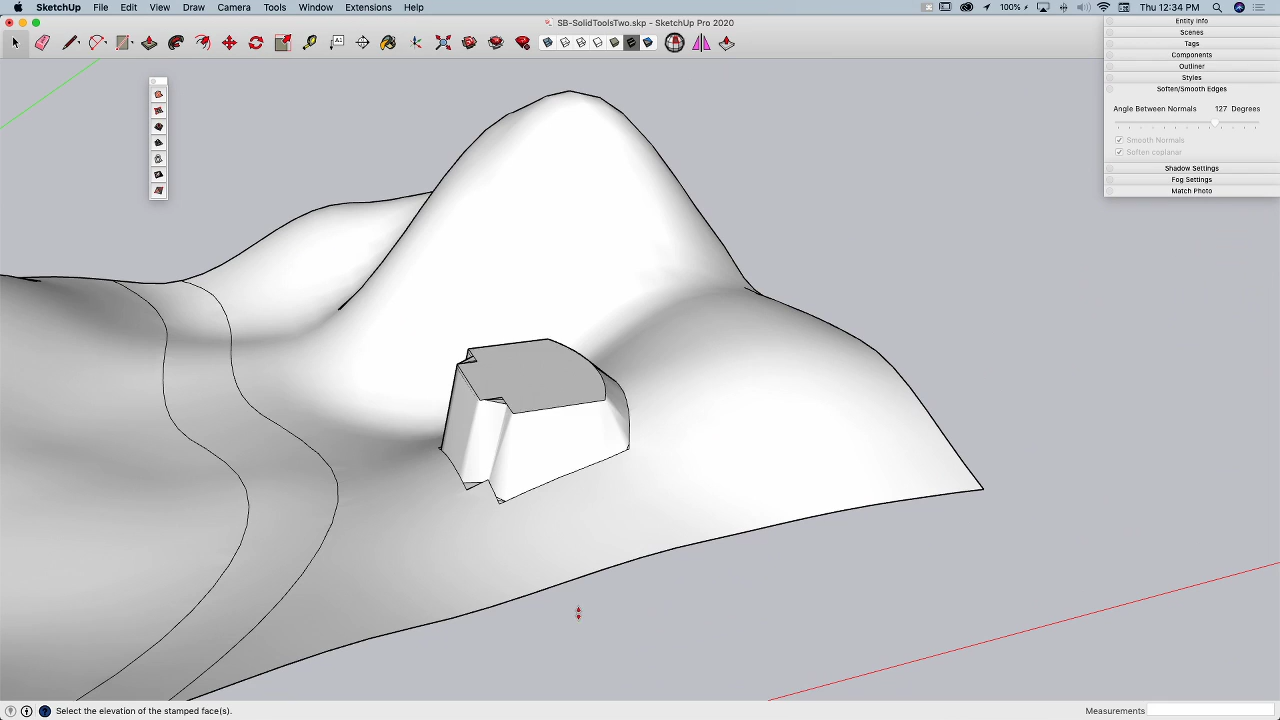 SketchUp File Edit View Draw Camera Tools Window Extensions Help
100% Thu 12:34 PM
SB-SolidToolsTwo.skp - SketchUp Pro 2020
Entity Info
Scenes
Tags
Components
Outliner
Styles
Soften/Smooth Edges
Angle Between Normals 127 Degrees
Smooth Normals
Soften coplanar
Shadow Settings
Fog Settings
Match Photo
Select the elevation of the stamped face(s).
Measurements